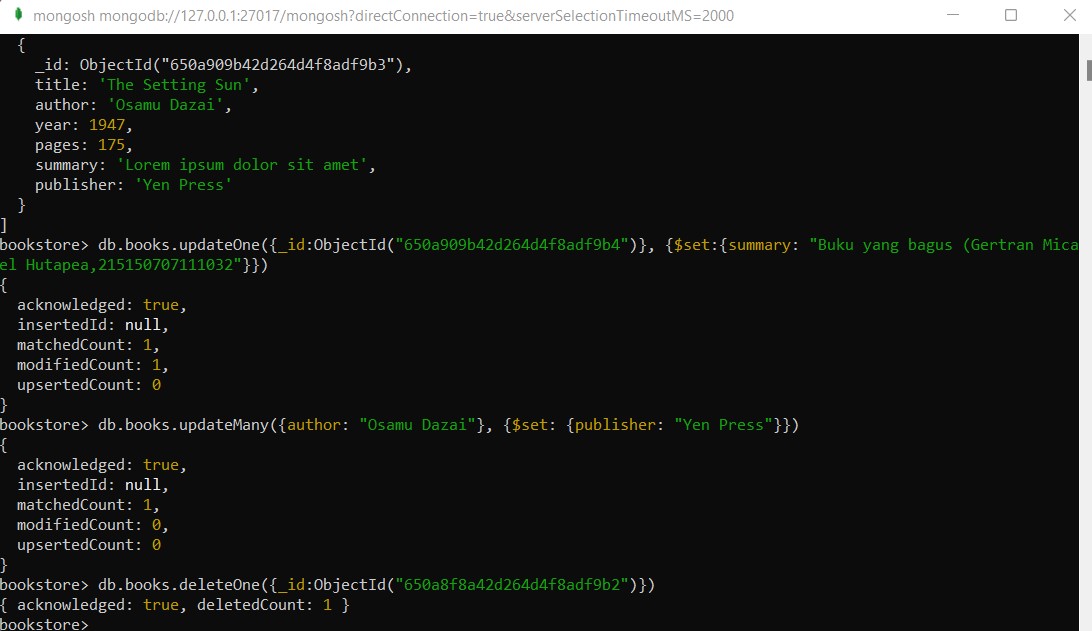 mongosh mongodb://127.0.0.1:27017/mongosh?directConnection=true&serverSelectionTimeoutMS=2000
  {
    _id: ObjectId("650a909b42d264d4f8adf9b3"),
    title: 'The Setting Sun',
    author: 'Osamu Dazai',
    year: 1947,
    pages: 175,
    summary: 'Lorem ipsum dolor sit amet',
    publisher: 'Yen Press'
  }
]
bookstore> db.books.updateOne({_id:ObjectId("650a909b42d264d4f8adf9b4")}, {$set:{summary: "Buku yang bagus (Gertran Mica
el Hutapea,215150707111032"}})
{
  acknowledged: true,
  insertedId: null,
  matchedCount: 1,
  modifiedCount: 1,
  upsertedCount: 0
}
bookstore> db.books.updateMany({author: "Osamu Dazai"}, {$set: {publisher: "Yen Press"}})
{
  acknowledged: true,
  insertedId: null,
  matchedCount: 1,
  modifiedCount: 0,
  upsertedCount: 0
}
bookstore> db.books.deleteOne({_id:ObjectId("650a8f8a42d264d4f8adf9b2")})
{ acknowledged: true, deletedCount: 1 }
bookstore>